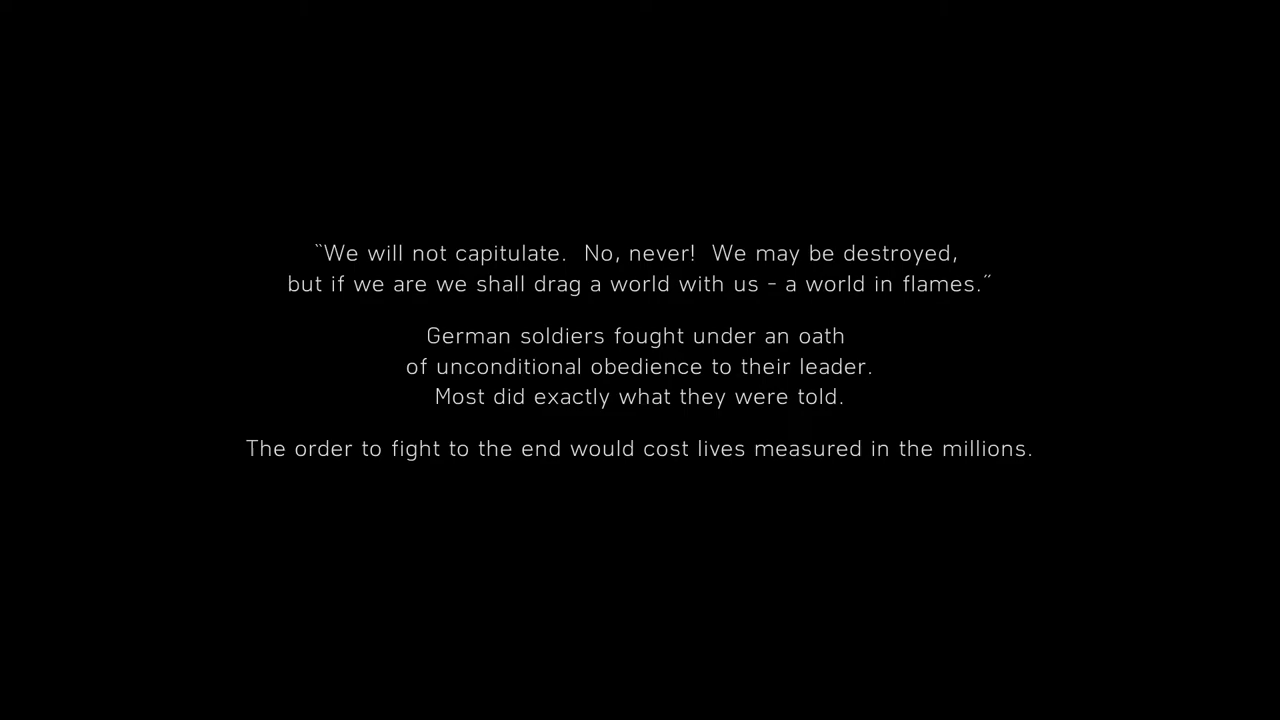 “We will not capitulate.  No, never!  We may be destroyed,
but if we are we shall drag a world with us - a world in flames.”
German soldiers fought under an oath
of unconditional obedience to their leader.
Most did exactly what they were told.
The order to fight to the end would cost lives measured in the millions.